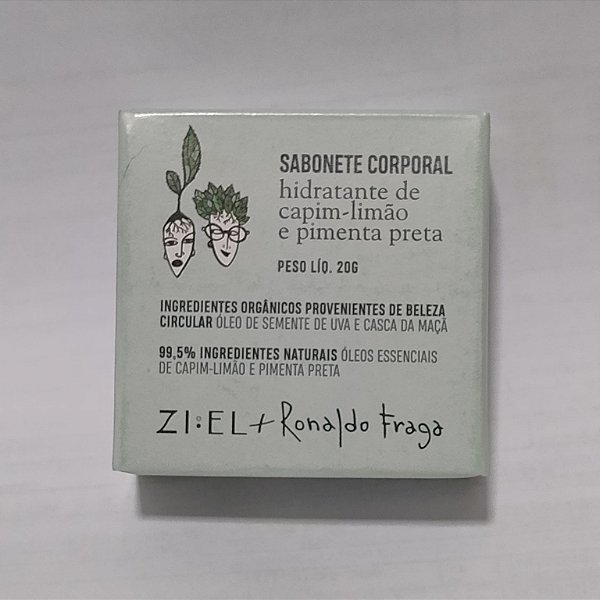 SABONETE CORPORAL
hidratante de
capim-limão
e pimenta preta
PESO LÍQ. 20G
INGREDIENTES ORGÂNICOS PROVENIENTES DE BELEZA
CIRCULAR ÓLEO DE SEMENTE DE UVA E CASCA DA MAÇÃ
99,5% INGREDIENTES NATURAIS ÓLEOS ESSENCIAIS
DE CAPIM-LIMÃO E PIMENTA PRETA
ZI:EL + Ronaldo Fraga